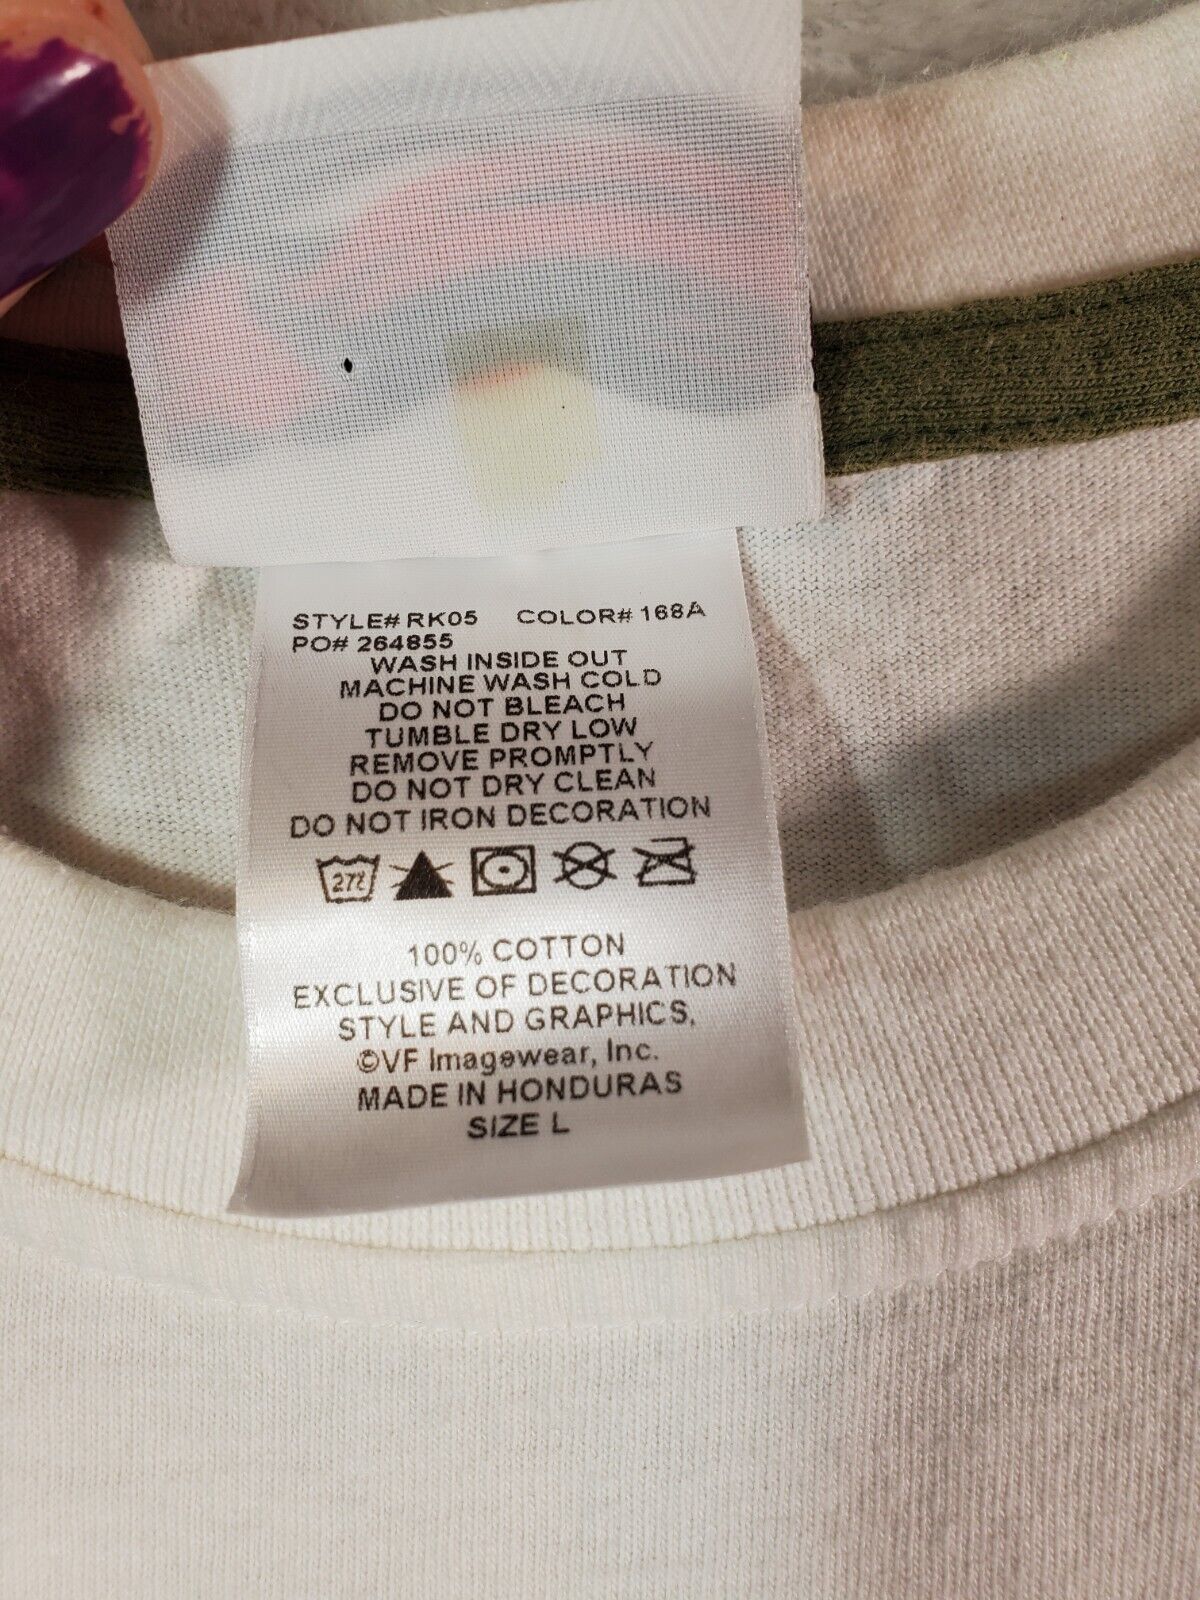 STYLE# RK05 COLOR# 168A
PO# 264855
WASH INSIDE OUT
MACHINE WASH COLD
DO NOT BLEACH
TUMBLE DRY LOW
REMOVE PROMPTLY
DO NOT DRY CLEAN
DO NOT IRON DECORATION
100% COTTON
EXCLUSIVE OF DECORATION
STYLE AND GRAPHICS,
©VF Imagewear, Inc.
MADE IN HONDURAS
SIZE L